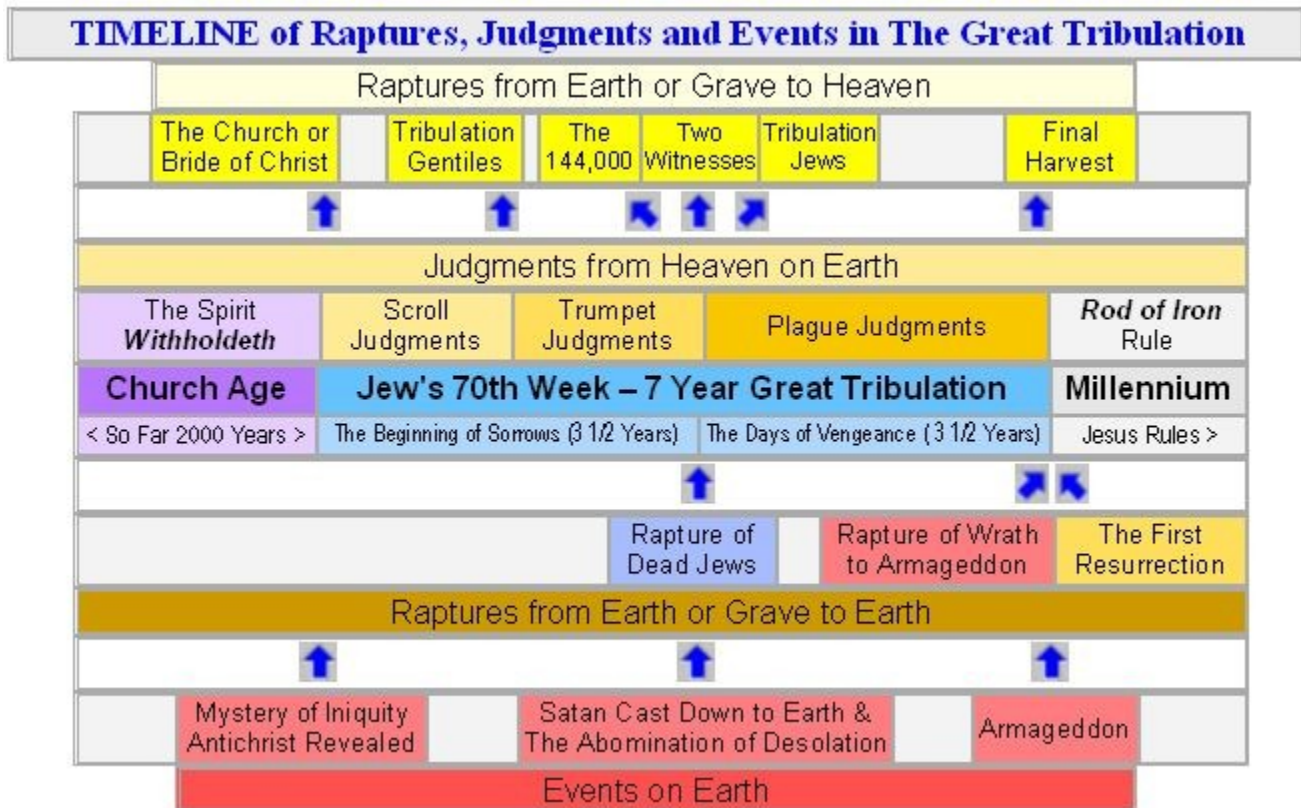 TIMELINE of Raptures, Judgments and Events in The Great Tribulation
Raptures from Earth or Grave to Heaven
The Church or
Bride of Christ
Tribulation
Gentiles
The
144,000
Two
Witnesses
Tribulation
Jews
Final
Harvest
Judgments from Heaven on Earth
The Spirit
Withholdeth
Scroll
Judgments
Trumpet
Judgments
Plague Judgments
Rod of Iron
Rule
Church Age
Jew's 70th Week – 7 Year Great Tribulation
Millennium
< So Far 2000 Years >
The Beginning of Sorrows (3 1/2 Years)
The Days of Vengeance ( 3 1/2 Years)
Jesus Rules >
Rapture of
Dead Jews
Rapture of Wrath
to Armageddon
The First
Resurrection
Raptures from Earth or Grave to Earth
Mystery of Iniquity
Antichrist Revealed
Satan Cast Down to Earth &
The Abomination of Desolation
Armageddon
Events on Earth